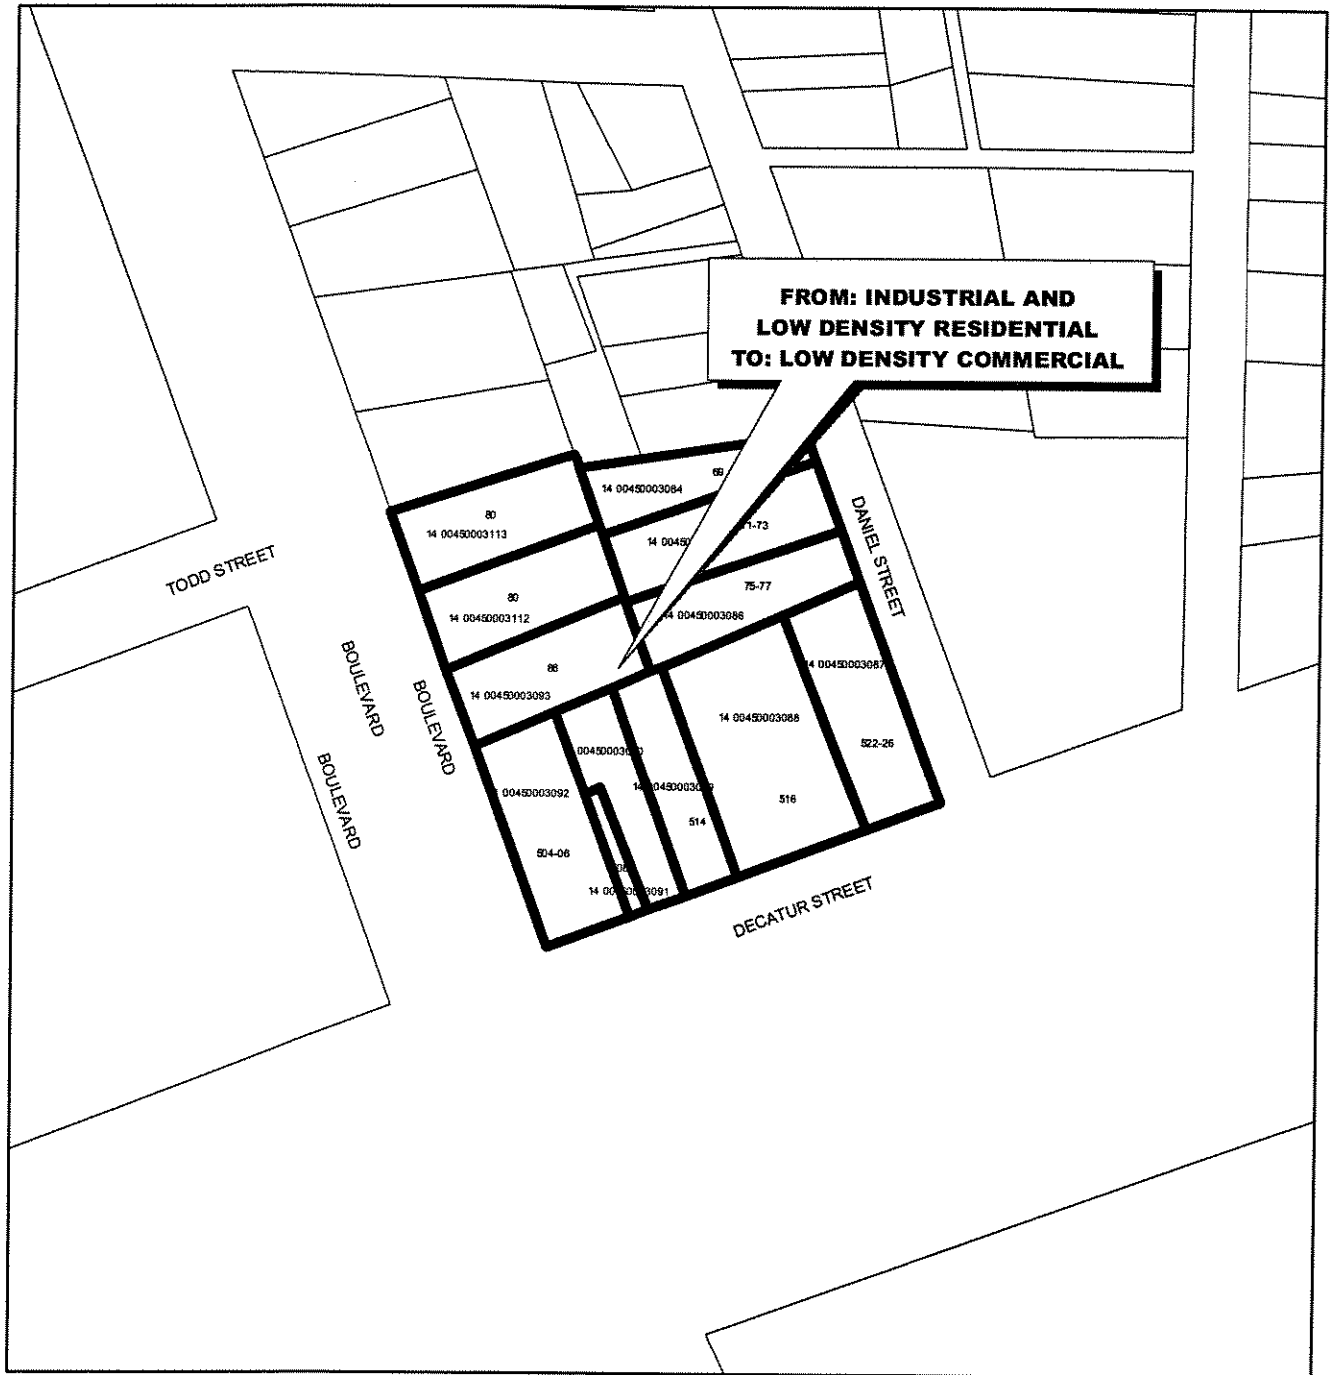 FROM: INDUSTRIAL AND
LOW DENSITY RESIDENTIAL
TO: LOW DENSITY COMMERCIAL
69
14 00450003084
80
14 00450003113
14 0045
71-73
DANIEL STREET
TODD STREET
80
14 00450003112
75-77
14 00450003086
BOULEVARD
BOULEVARD
BOULEVARD
88
14 00450003093
14 00450003087
14 00450003088
522-26
00450003092
516
514
504-06
DECATUR STREET